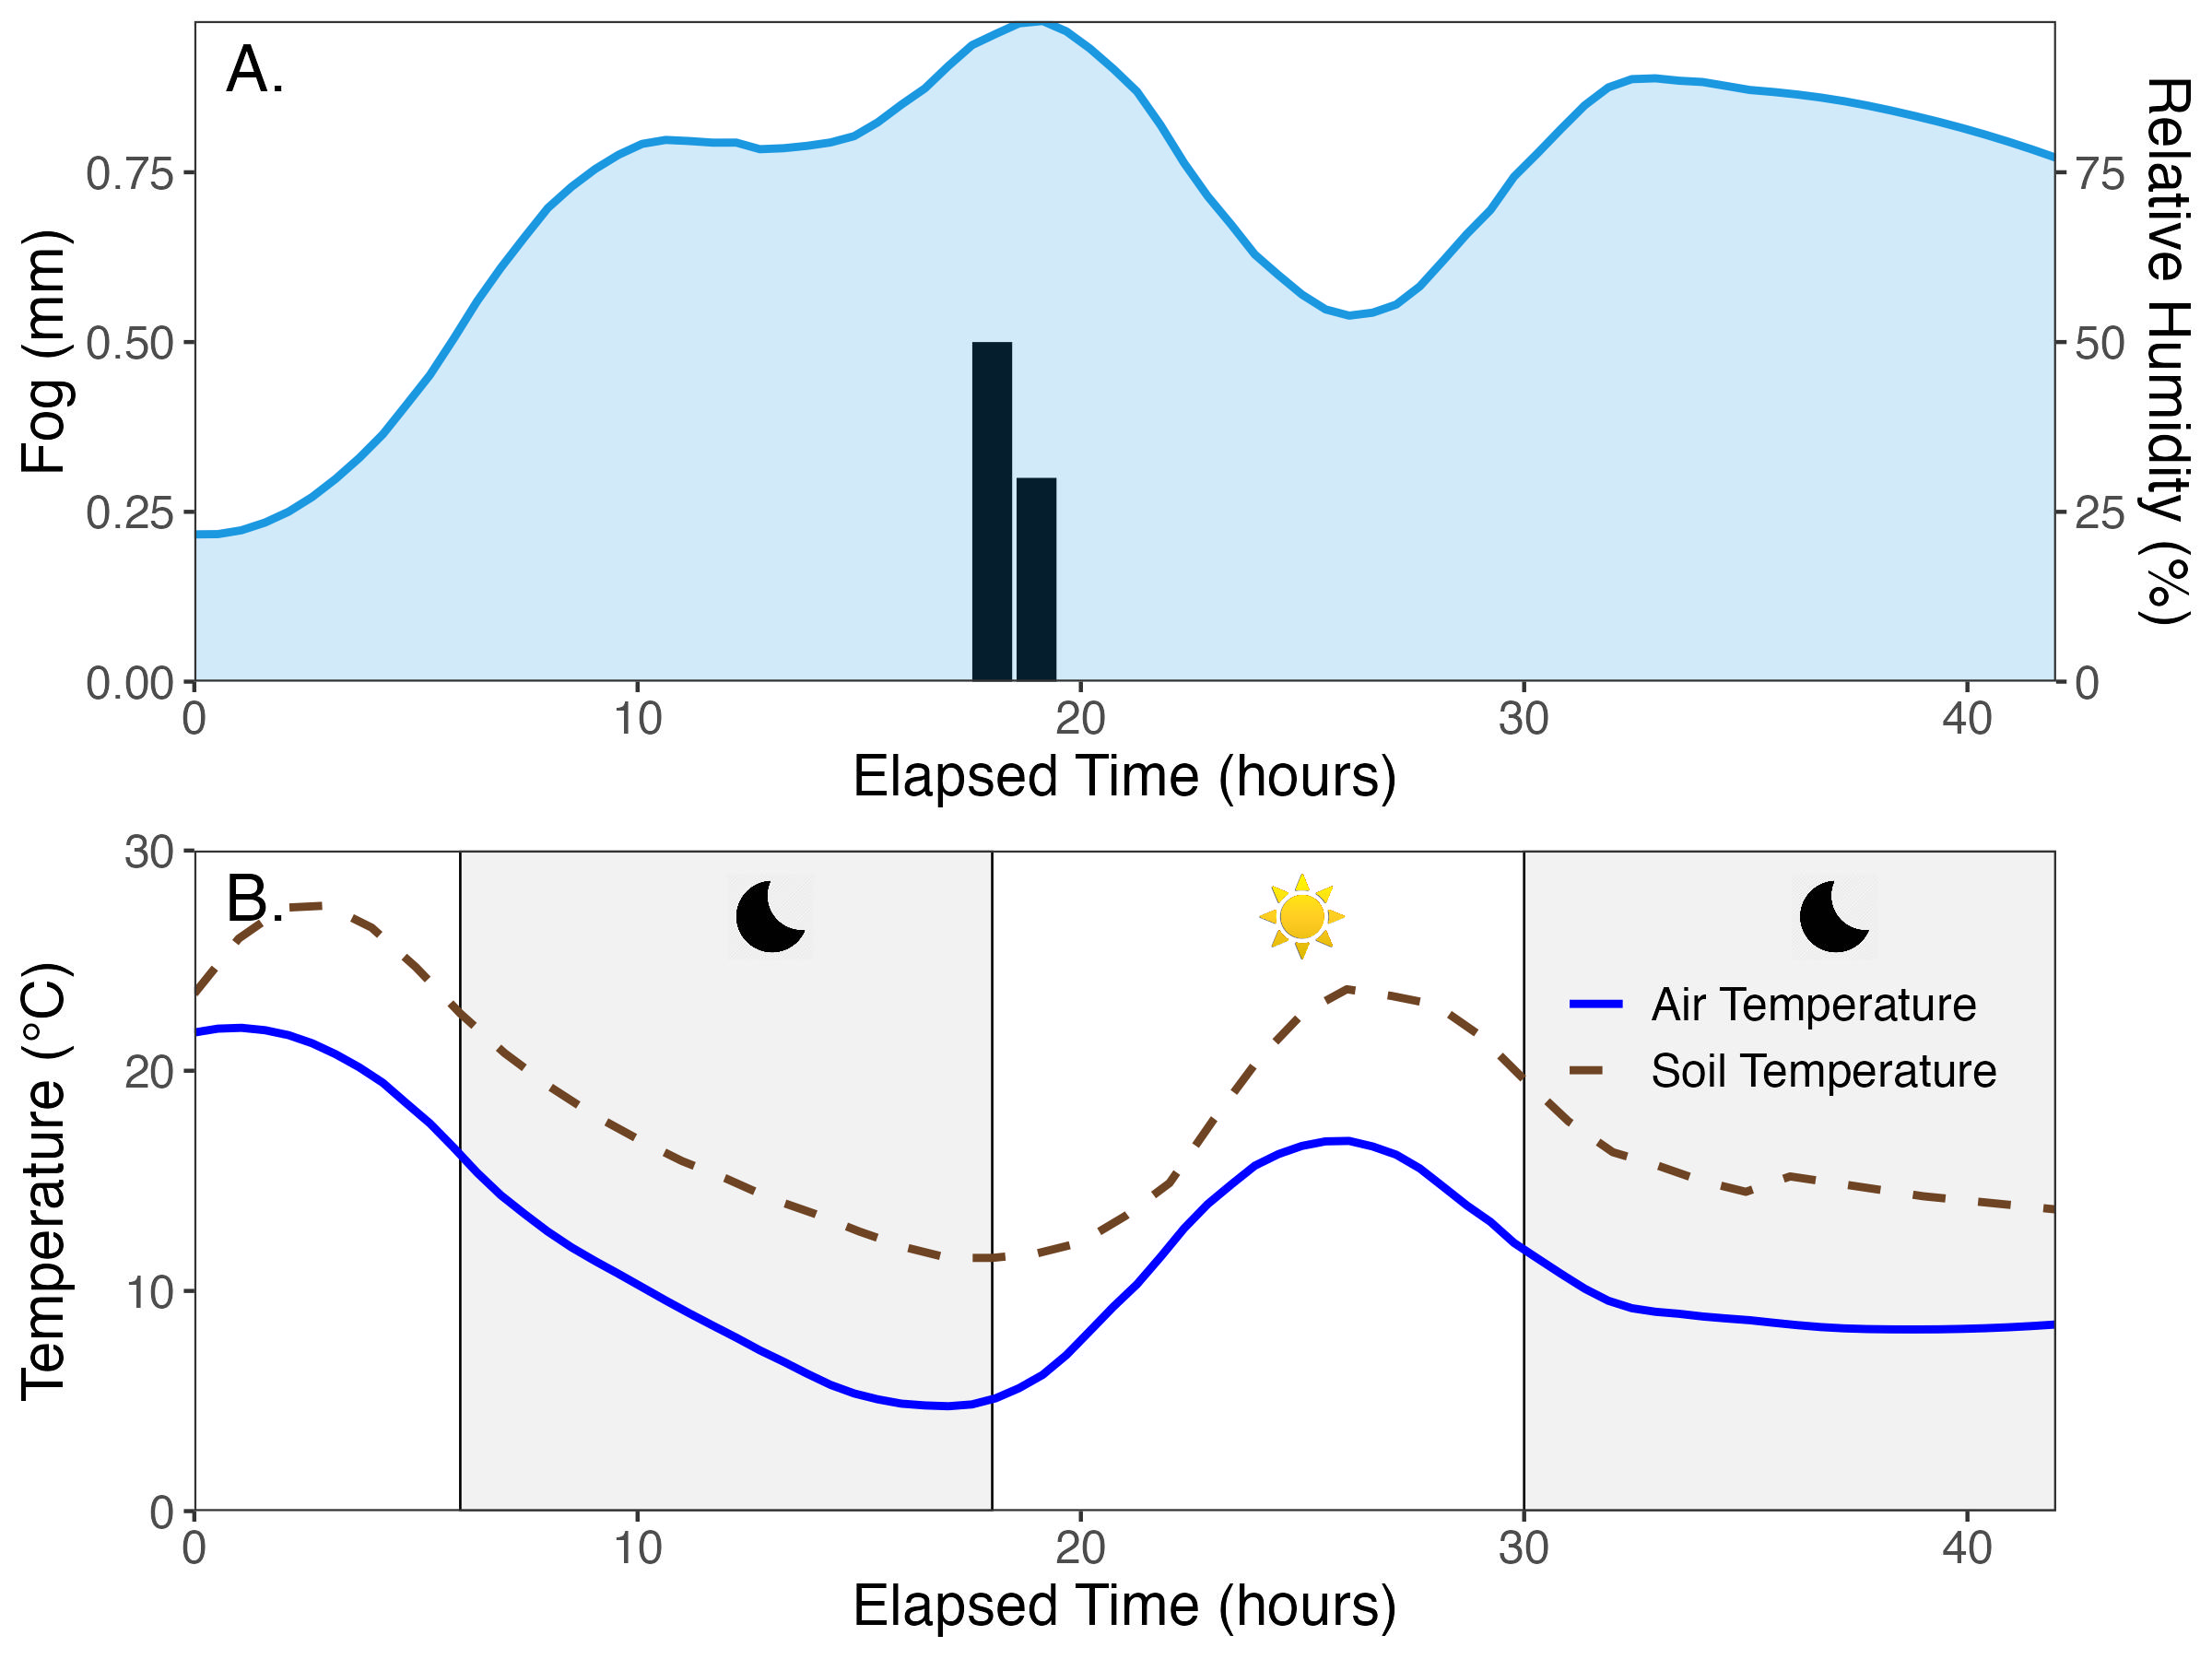 A.
0.75
0.50
0.25
0.00
Fog (mm)
75
50
25
0
Relative Humidity (%)
0 10 20 30 40
Elapsed Time (hours)
B.
30
20
10
0
Temperature (°C)
Air Temperature
Soil Temperature
0 10 20 30 40
Elapsed Time (hours)